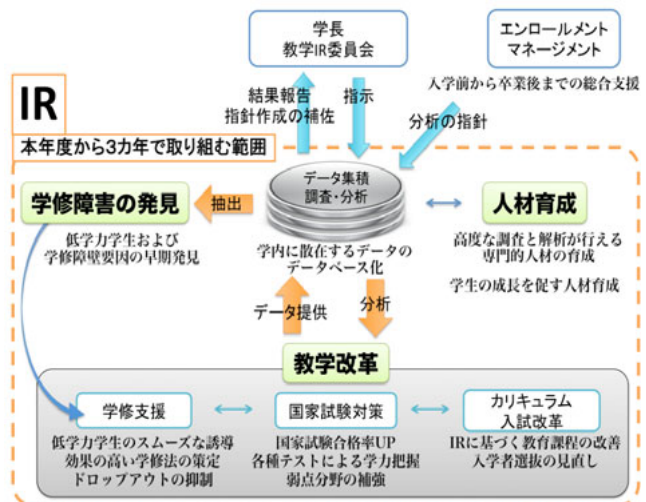 学長
教学IR委員会
エンロールメント
マネージメント
入学前から卒業後までの総合支援
結果報告
指針作成の補佐
指示
分析の指針
IR
本年度から3カ年で取り組む範囲
データ集積
調査・分析
学内に散在するデータの
データベース化
抽出
学修障害の発見
低学力学生および
学修障壁要因の早期発見
人材育成
高度な調査と解析が行える
専門的人材の育成
学生の成長を促す人材育成
データ提供
分析
教学改革
学修支援
低学力学生のスムーズな誘導
効果の高い学修法の策定
ドロップアウトの抑制
国家試験対策
国家試験合格率UP
各種テストによる学力把握
弱点分野の補強
カリキュラム
入試改革
IRに基づく教育課程の改善
入学者選抜の見直し